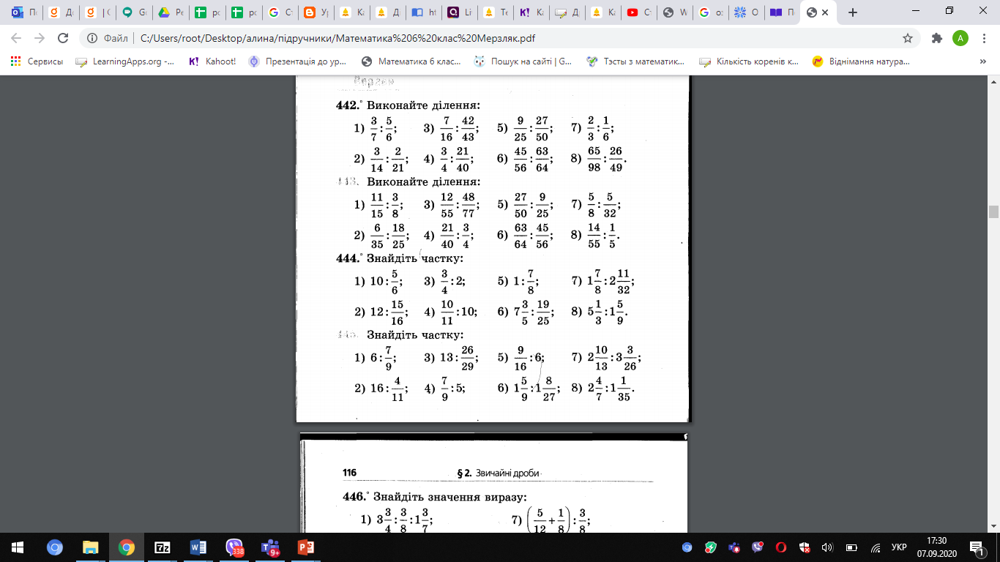 Файл C:/Users/root/Desktop/алина/підручники/Математика%206%20клас%20Мерзляк.pdf
Сервисы LearningApps.org -... Kahoot! Презентація до ур... Математика 6 клас... Пошук на сайті | G... Тэсты з математик... Кількість коренів к... Віднімання натура... »
442.° Виконайте ділення:
1) 3/7 : 5/6; 3) 7/16 : 42/43; 5) 9/25 : 27/50; 7) 2/3 : 1/6;
2) 3/14 : 2/21; 4) 3/4 : 21/40; 6) 45/56 : 63/64; 8) 65/98 : 26/49.
443. Виконайте ділення:
1) 11/15 : 3/8; 3) 12/55 : 48/77; 5) 27/50 : 9/25; 7) 5/8 : 5/32;
2) 6/35 : 18/25; 4) 21/40 : 3/4; 6) 63/64 : 45/56; 8) 14/55 : 1/5.
444.° Знайдіть частку:
1) 10 : 5/6; 3) 3/4 : 2; 5) 1 : 7/8; 7) 1 7/8 : 2 11/32;
2) 12 : 15/16; 4) 10/11 : 10; 6) 7 3/5 : 19/25; 8) 5 1/3 : 1 5/9.
445. Знайдіть частку:
1) 6 : 7/9; 3) 13 : 26/29; 5) 9/16 : 6; 7) 2 10/13 : 3 3/26;
2) 16 : 4/11; 4) 7/9 : 5; 6) 1 5/9 : 1 8/27; 8) 2 4/7 : 1 1/35.
116 § 2. Звичайні дроби
446.° Знайдіть значення виразу:
1) 3 3/4 : 3/8 : 1 3/7; 7) (5/12 + 1/8) : 3/8;
УКР 17:30
07.09.2020